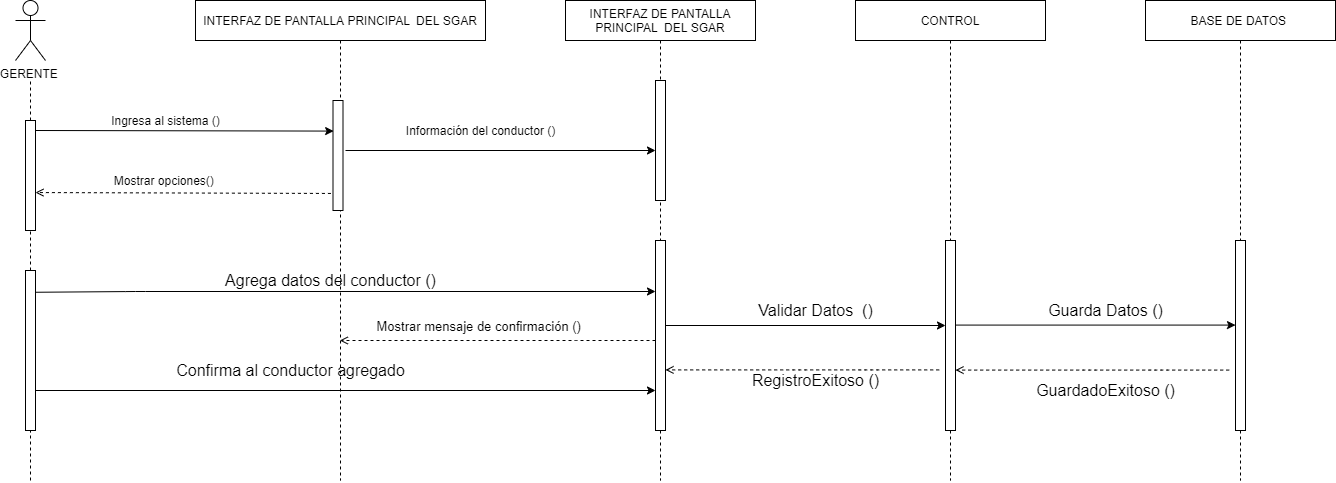 INTERFAZ DE PANTALLA PRINCIPAL DEL SGAR
INTERFAZ DE PANTALLA
PRINCIPAL DEL SGAR
CONTROL
BASE DE DATOS
GERENTE
Ingresa al sistema ()
Información del conductor ()
Mostrar opciones()
Agrega datos del conductor ()
Validar Datos ()
Guarda Datos ()
Mostrar mensaje de confirmación ()
Confirma al conductor agregado
RegistroExitoso ()
GuardadoExitoso ()